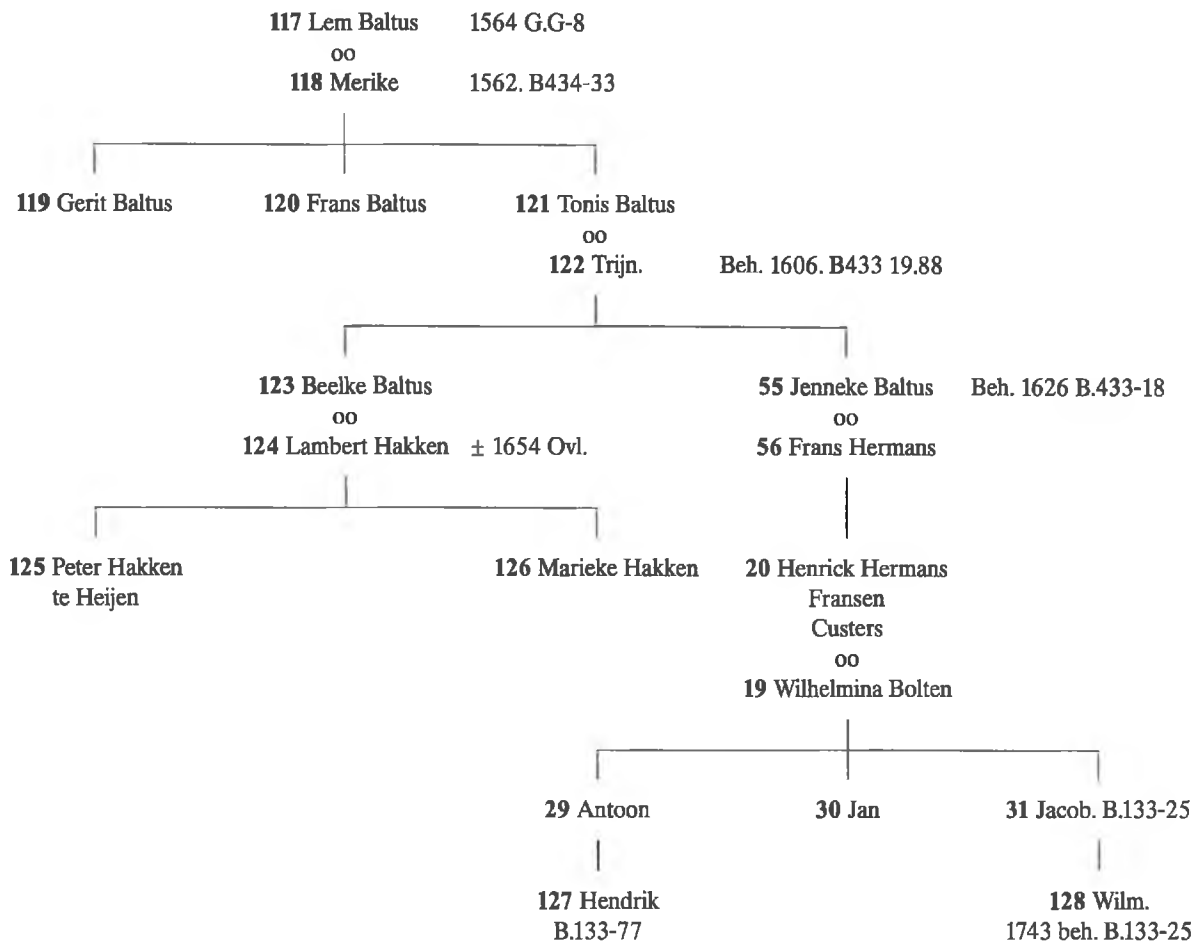 117 Lem Baltus 1564 G.G-8
oo
118 Merike 1562. B434-33
119 Gerit Baltus 120 Frans Baltus 121 Tonis Baltus
oo
122 Trijn. Beh. 1606. B433 19.88
123 Beelke Baltus 55 Jenneke Baltus Beh. 1626 B.433-18
oo oo
124 Lambert Hakken ± 1654 Ovl. 56 Frans Hermans
125 Peter Hakken 126 Marieke Hakken 20 Henrick Hermans
te Heijen Fransen
Custers
oo
19 Wilhelmina Bolten
29 Antoon 30 Jan 31 Jacob. B.133-25
127 Hendrik 128 Wilm.
B.133-77 1743 beh. B.133-25